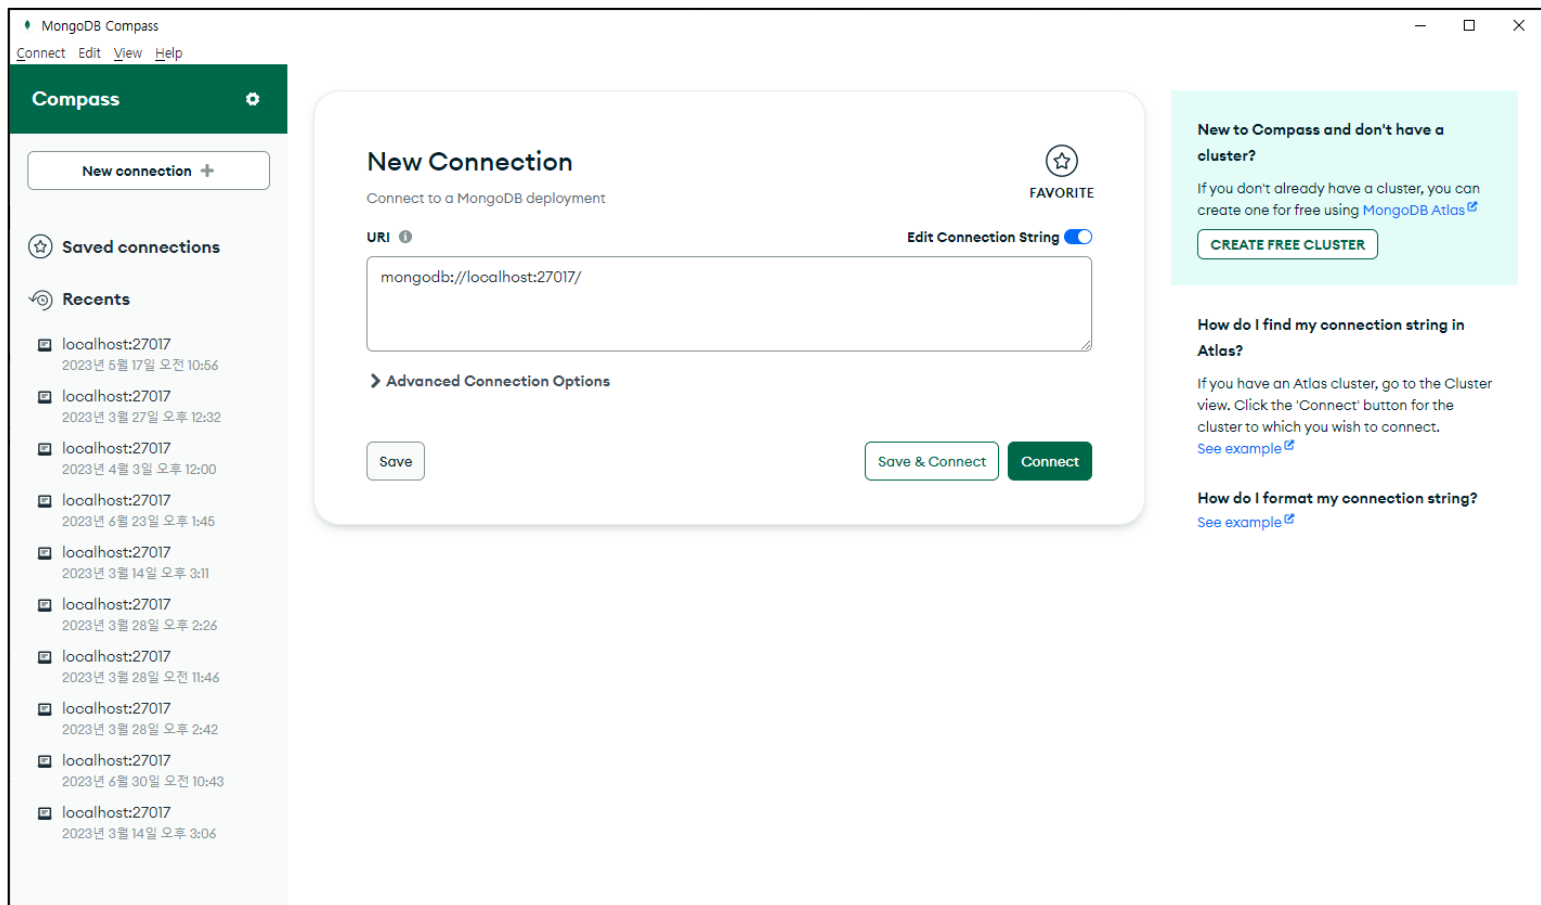 MongoDB Compass
Connect Edit View Help
Compass
New connection
Saved connections
Recents
localhost:27017
2023년 5월 17일 오전 10:56
localhost:27017
2023년 3월 27일 오후 12:32
localhost:27017
2023년 4월 3일 오후 12:00
localhost:27017
2023년 6월 23일 오후 1:45
localhost:27017
2023년 3월 14일 오후 3:11
localhost:27017
2023년 3월 28일 오후 2:26
localhost:27017
2023년 3월 28일 오전 11:46
localhost:27017
2023년 3월 28일 오후 2:42
localhost:27017
2023년 6월 30일 오전 10:43
localhost:27017
2023년 3월 14일 오후 3:06
New Connection
Connect to a MongoDB deployment
FAVORITE
URI
Edit Connection String
mongodb://localhost:27017/
Advanced Connection Options
Save
Save & Connect
Connect
New to Compass and don't have a
cluster?
If you don't already have a cluster, you can
create one for free using MongoDB Atlas
CREATE FREE CLUSTER
How do I find my connection string in
Atlas?
If you have an Atlas cluster, go to the Cluster
view. Click the 'Connect' button for the
cluster to which you wish to connect.
See example
How do I format my connection string?
See example